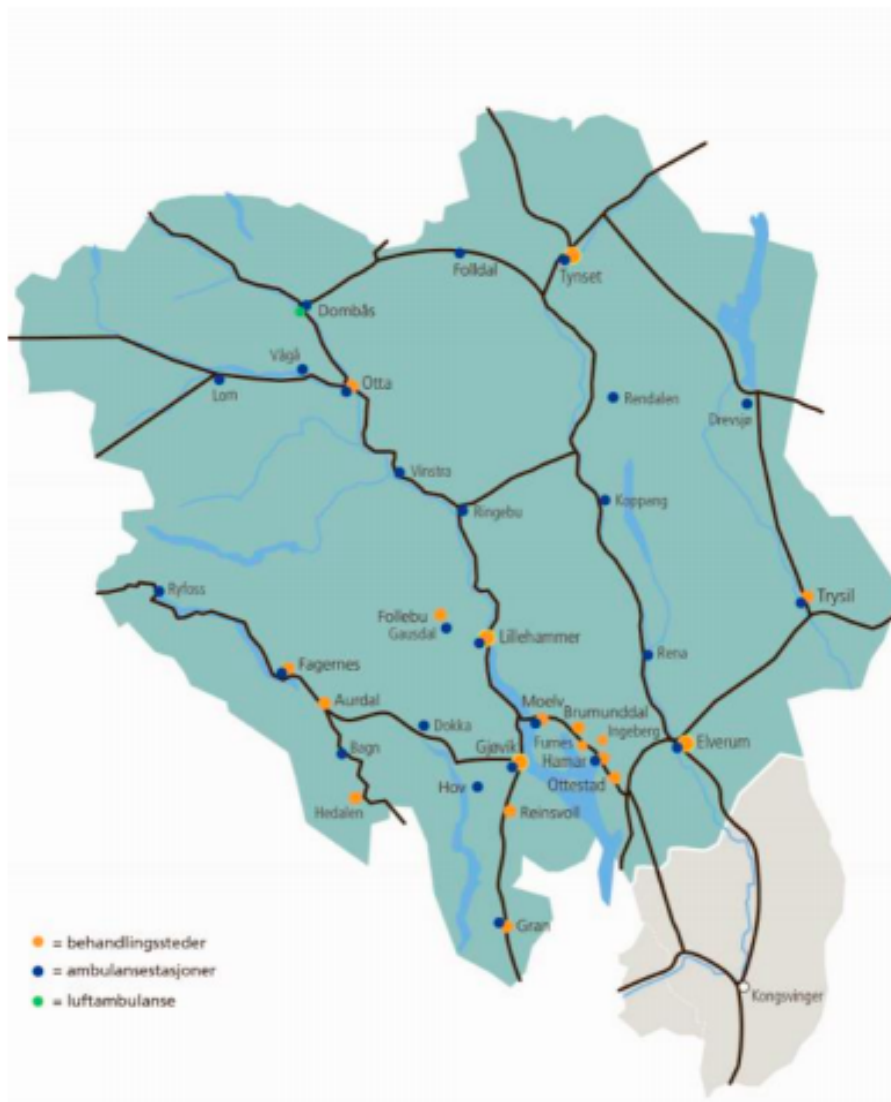 Folldal
Tynset
Dombås
Vågå
Otta
Lom
Rendalen
Drevsjø
Vinstra
Koppang
Ringebu
Ryfoss
Trysil
Follebu
Gausdal
Lillehammer
Rena
Fagernes
Aurdal
Moelv
Brumunddal
Dokka
Ingeberg
Furnes
Elverum
Bagn
Gjøvik
Hamar
Hov
Ottestad
Hedalen
Reinsvoll
Gran
= behandlingssteder
= ambulansestasjoner
= luftambulanse
Kongsvinger